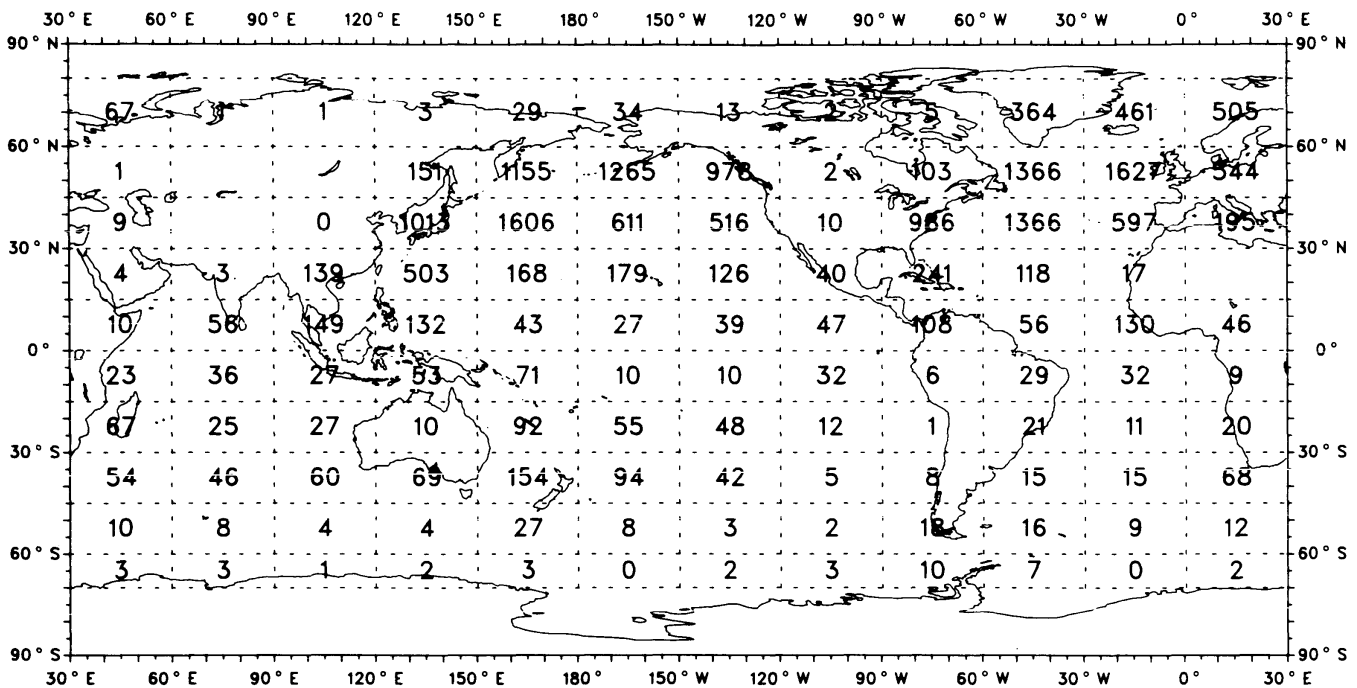 30° E 60° E 90° E 120° E 150° E 180° 150° W 120° W 90° W 60° W 30° W 0° 30° E
90° N 90° N
67 1 3 29 34 13 2 5 364 461 505
60° N 60° N
1 151 1155 1265 978 2 103 1366 1627 544
9 0 1013 1606 611 516 10 986 1366 597 195
30° N 30° N
4 3 139 503 168 179 126 40 241 118 17
10 56 149 132 43 27 39 47 108 56 130 46
0° 0°
23 36 27 53 71 10 10 32 6 29 32 9
67 25 27 10 92 55 48 12 1 21 11 20
30° S 30° S
54 46 60 69 154 94 42 5 8 15 15 68
10 8 4 4 27 8 3 2 18 16 9 12
60° S 60° S
3 3 1 2 3 0 2 3 10 7 0 2
90° S 90° S
30° E 60° E 90° E 120° E 150° E 180° 150° W 120° W 90° W 60° W 30° W 0° 30° E